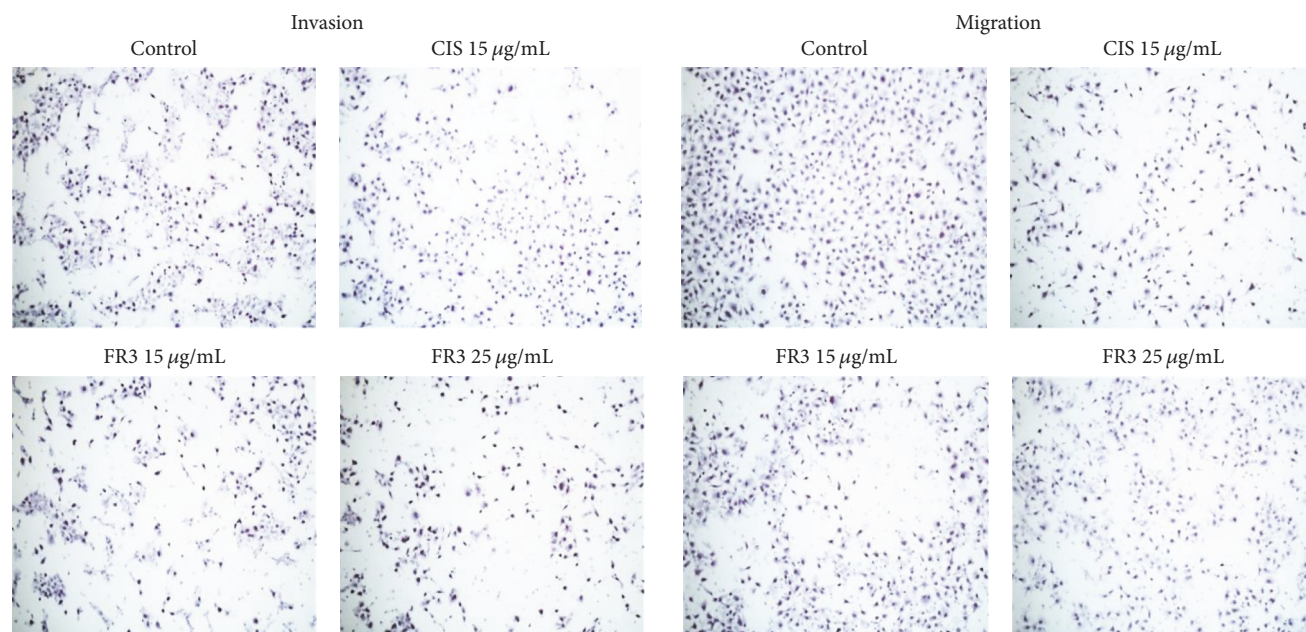 Invasion
Migration
Control
CIS 15 μg/mL
Control
CIS 15 μg/mL
FR3 15 μg/mL
FR3 25 μg/mL
FR3 15 μg/mL
FR3 25 μg/mL